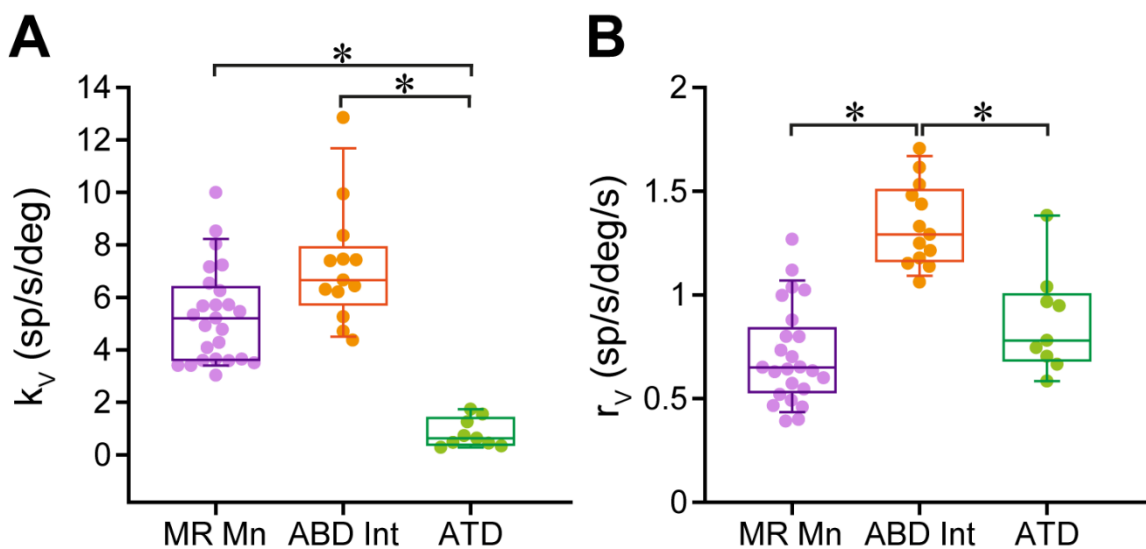 A
B
*
*
*
*
14
12
10
8
6
4
2
0
k_V (sp/s/deg)
MR Mn ABD Int ATD
2
1.5
1
0.5
0
r_V (sp/s/deg/s)
MR Mn ABD Int ATD